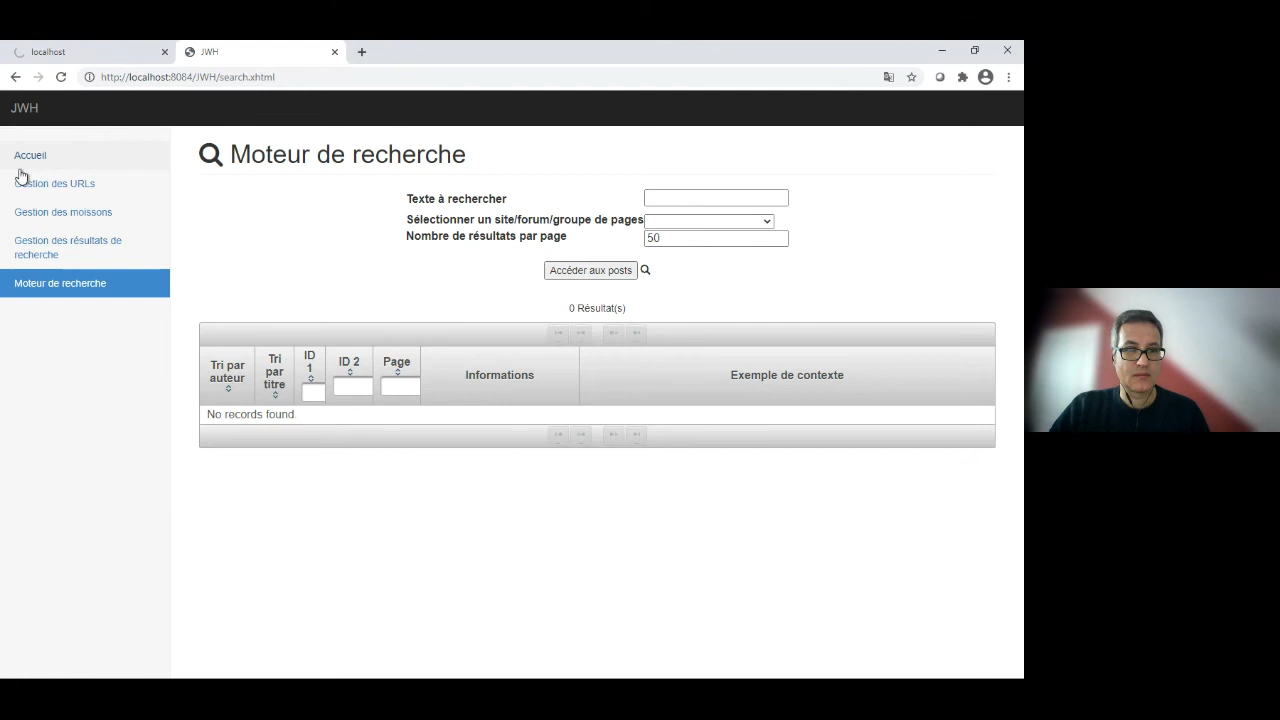 localhost
JWH
http://localhost:8084/JWH/search.xhtml
JWH
Accueil
Gestion des URLs
Gestion des moissons
Gestion des résultats de
recherche
Moteur de recherche
Moteur de recherche
Texte à rechercher
Sélectionner un site/forum/groupe de pages
Nombre de résultats par page
50
Accéder aux posts
0 Résultat(s)
Tri par
auteur
Tri
par
titre
ID
1
ID 2
Page
Informations
Exemple de contexte
No records found.